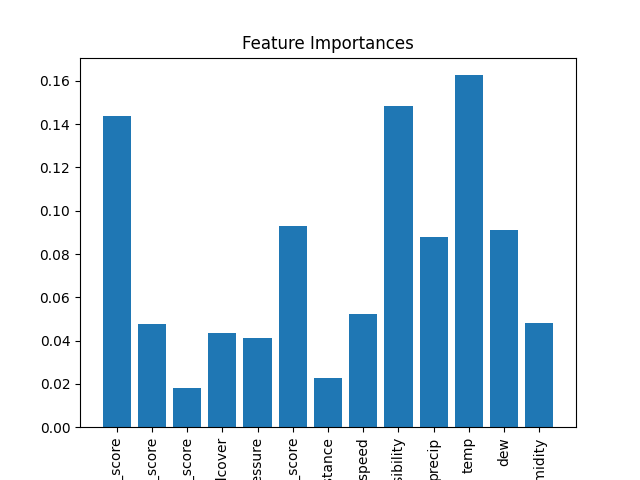 Feature Importances
0.16
0.14
0.12
0.10
0.08
0.06
0.04
0.02
0.00
_score
_score
_score
lcover
essure
_score
stance
speed
sibility
precip
temp
dew
midity